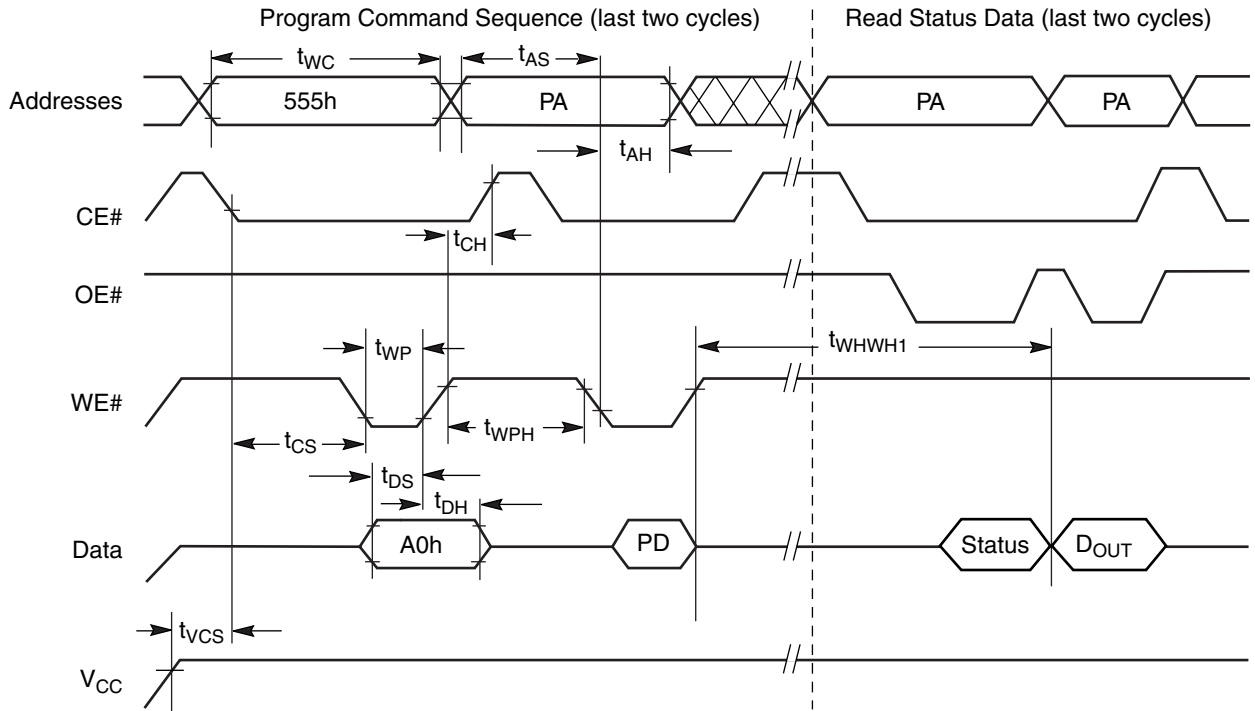 Program Command Sequence (last two cycles)
Read Status Data (last two cycles)
tWC
tAS
Addresses
555h
PA
PA
PA
tAH
CE#
tCH
OE#
tWP
tWHWH1
WE#
tCS
tWPH
tDS
tDH
Data
A0h
PD
Status
DOUT
tVCS
VCC